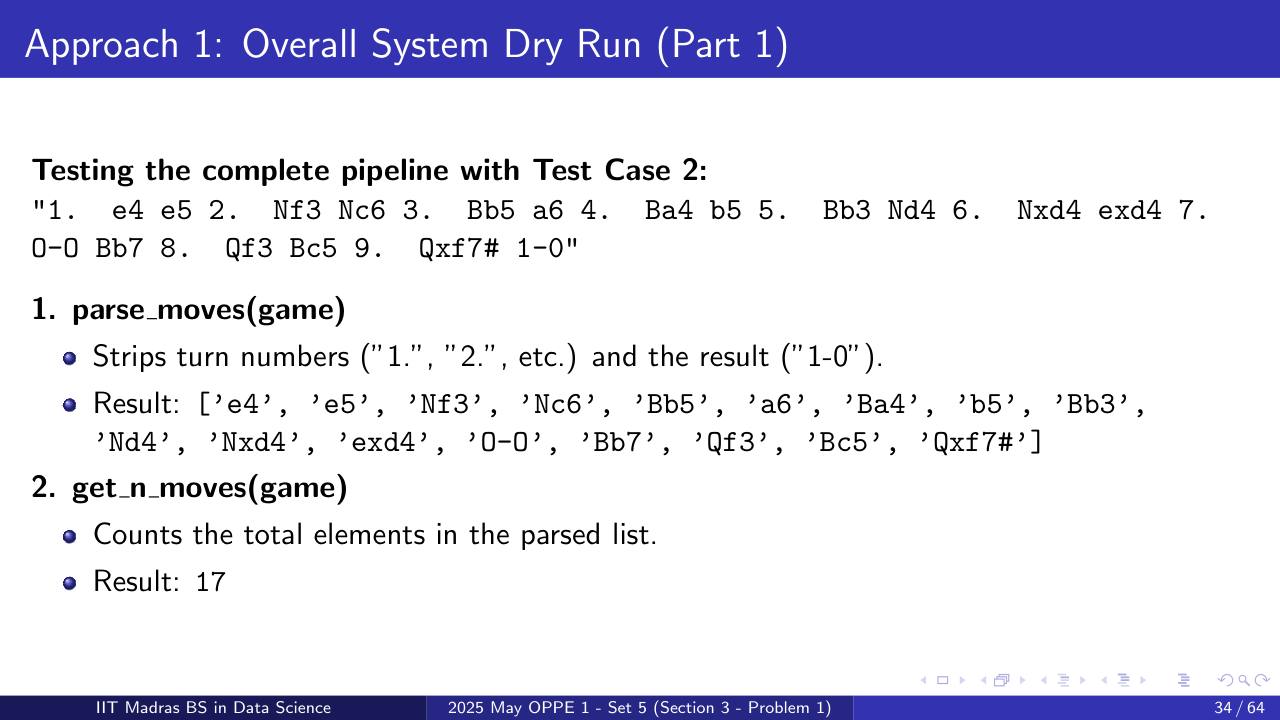 Approach 1: Overall System Dry Run (Part 1)
Testing the complete pipeline with Test Case 2:
"1. e4 e5 2. Nf3 Nc6 3. Bb5 a6 4. Ba4 b5 5. Bb3 Nd4 6. Nxd4 exd4 7.
O-O Bb7 8. Qf3 Bc5 9. Qxf7# 1-0"
1. parse_moves(game)
Strips turn numbers (”1.”, ”2.”, etc.) and the result (”1-0”).
Result: [’e4’, ’e5’, ’Nf3’, ’Nc6’, ’Bb5’, ’a6’, ’Ba4’, ’b5’, ’Bb3’,
’Nd4’, ’Nxd4’, ’exd4’, ’O-O’, ’Bb7’, ’Qf3’, ’Bc5’, ’Qxf7#’]
2. get_n_moves(game)
Counts the total elements in the parsed list.
Result: 17
IIT Madras BS in Data Science
2025 May OPPE 1 - Set 5 (Section 3 - Problem 1)
34 / 64